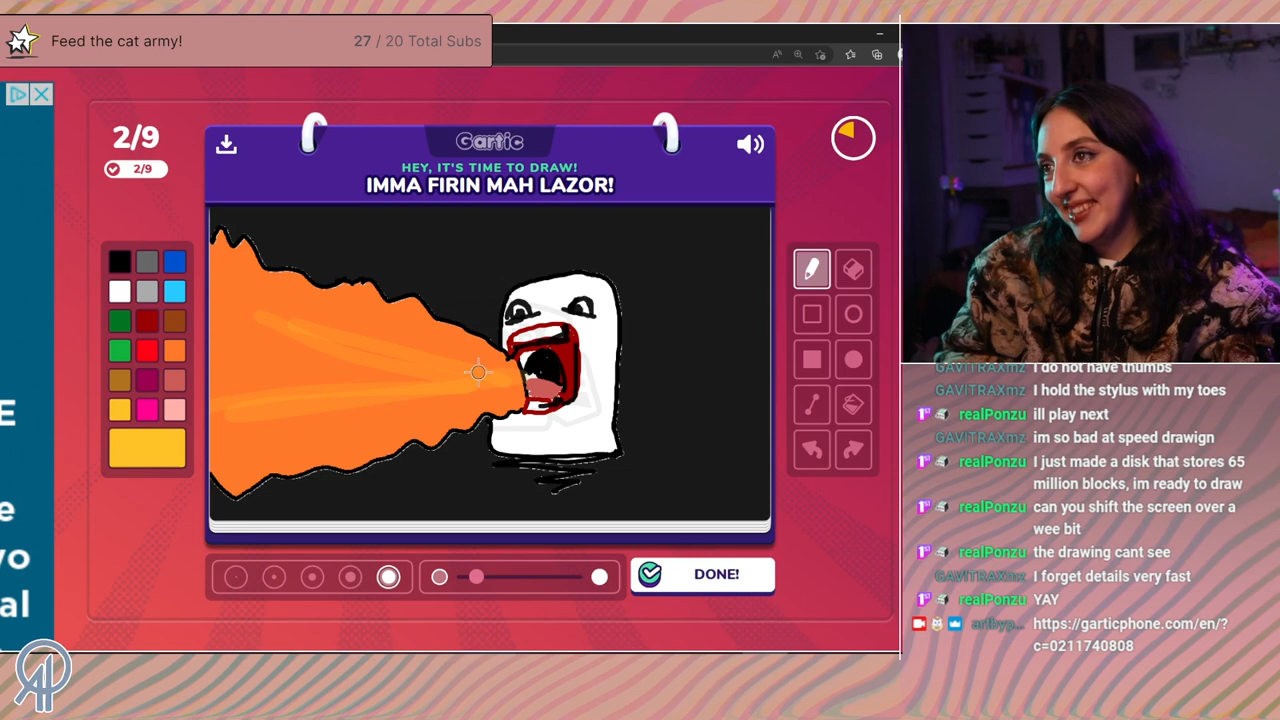 Feed the cat army!
27 / 20 Total Subs
2/9
2/9
Gartic
HEY, IT'S TIME TO DRAW!
IMMA FIRIN MAH LAZOR!
DONE!
E
e
vo
al
GAVITRAXmz I do not have thumbs
GAVITRAXmz I hold the stylus with my toes
realPonzu ill play next
GAVITRAXmz im so bad at speed drawign
realPonzu I just made a disk that stores 65
million blocks, im ready to draw
realPonzu can you shift the screen over a
wee bit
realPonzu the drawing cant see
GAVITRAXmz I forget details very fast
realPonzu YAY
https://garticphone.com/en/?
c=0211740808